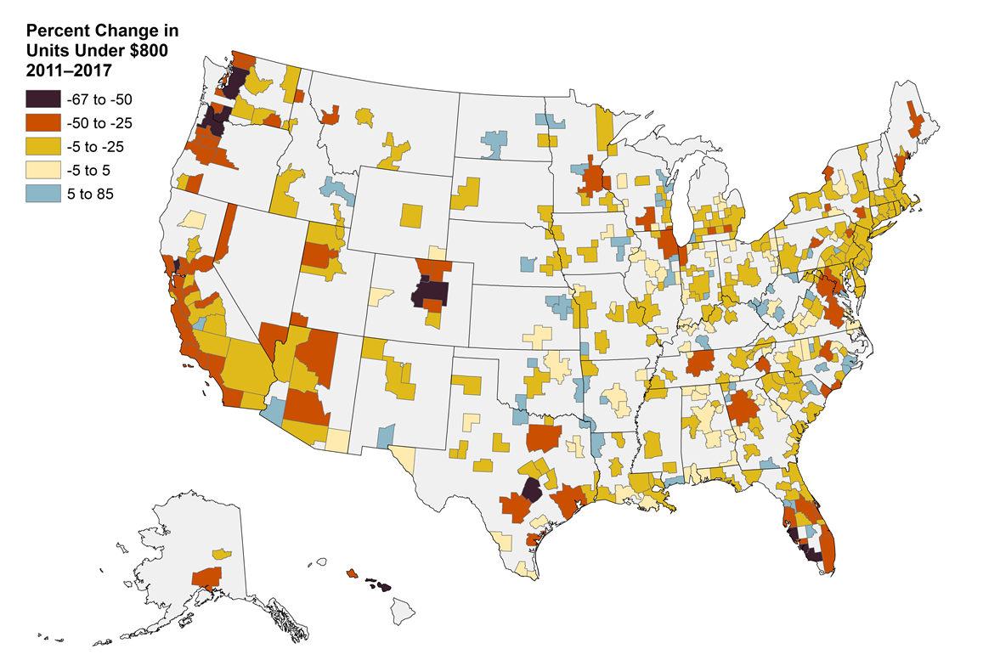 Percent Change in
Units Under $800
2011–2017
-67 to -50
-50 to -25
-5 to -25
-5 to 5
5 to 85